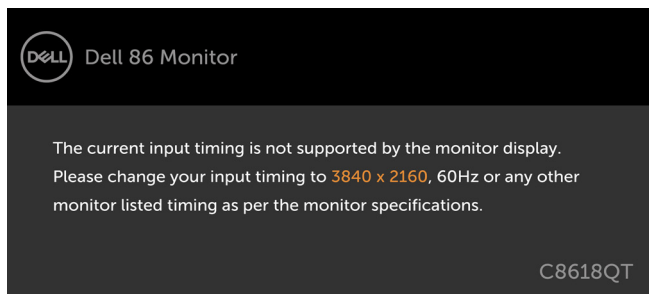 DELL
Dell 86 Monitor
The current input timing is not supported by the monitor display.
Please change your input timing to 3840 x 2160, 60Hz or any other
monitor listed timing as per the monitor specifications.
C8618QT